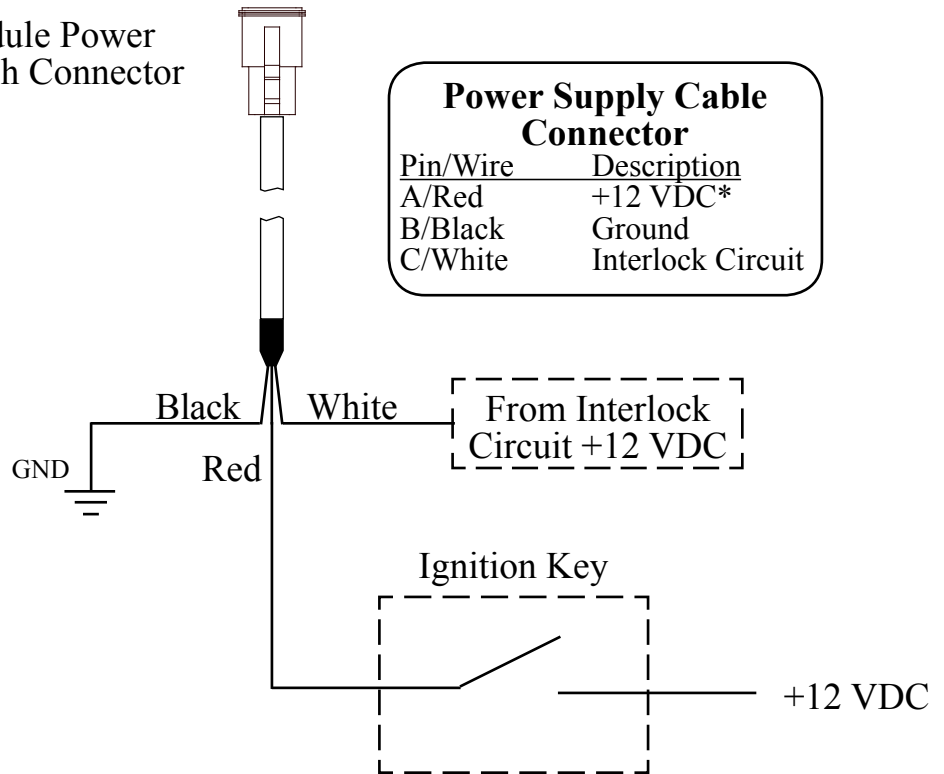 Power
Connector
Power Supply Cable
Connector
Pin/Wire Description
A/Red +12 VDC*
B/Black Ground
C/White Interlock Circuit
Black White
From Interlock
Circuit +12 VDC
GND
Red
Ignition Key
+12 VDC